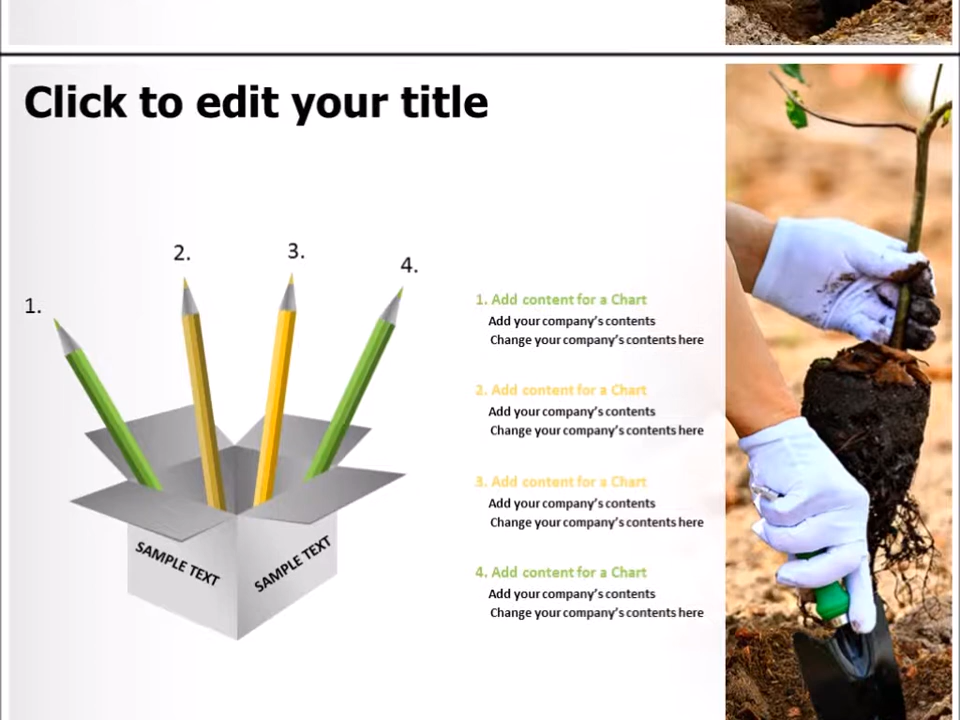 Click to edit your title
1.
2.
3.
4.
SAMPLE TEXT
SAMPLE TEXT
1. Add content for a Chart
Add your company's contents
Change your company's contents here
2. Add content for a Chart
Add your company's contents
Change your company's contents here
3. Add content for a Chart
Add your company's contents
Change your company's contents here
4. Add content for a Chart
Add your company's contents
Change your company's contents here